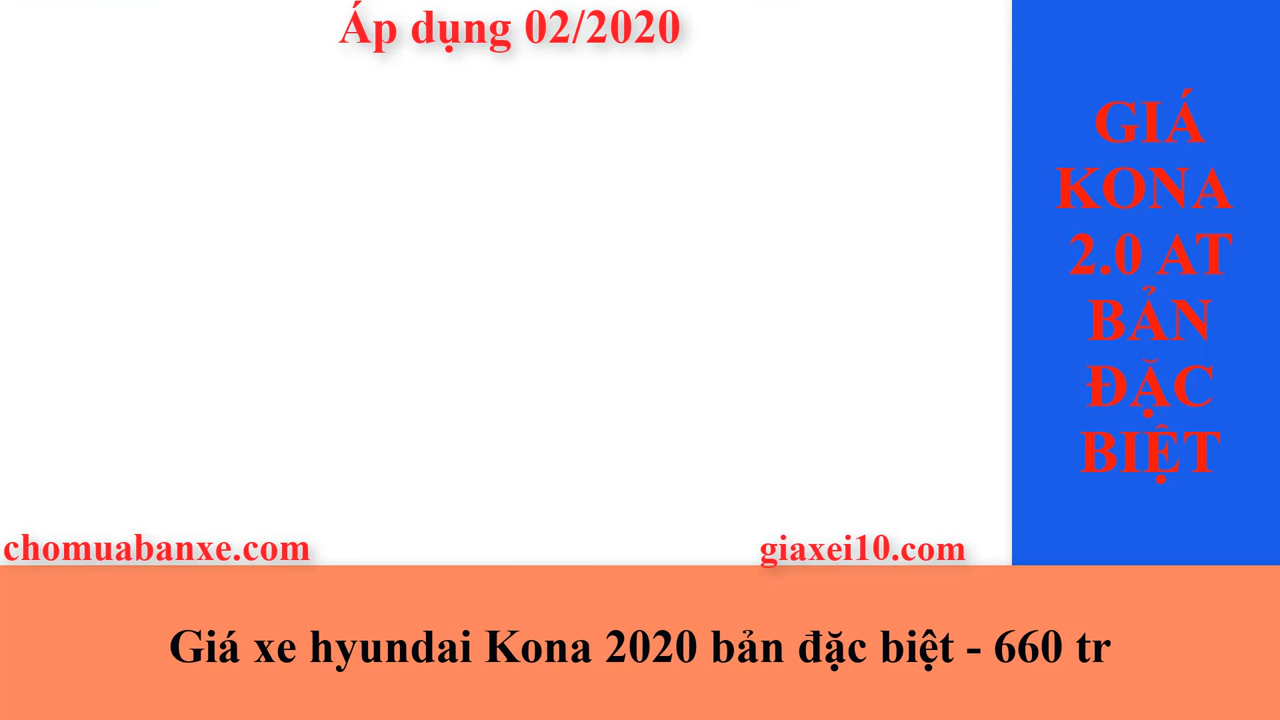 Áp dụng 02/2020
GIÁ
KONA
2.0 AT
BẢN
ĐẶC
BIỆT
chomuabanxe.com
giaxei10.com
Giá xe hyundai Kona 2020 bản đặc biệt - 660 tr